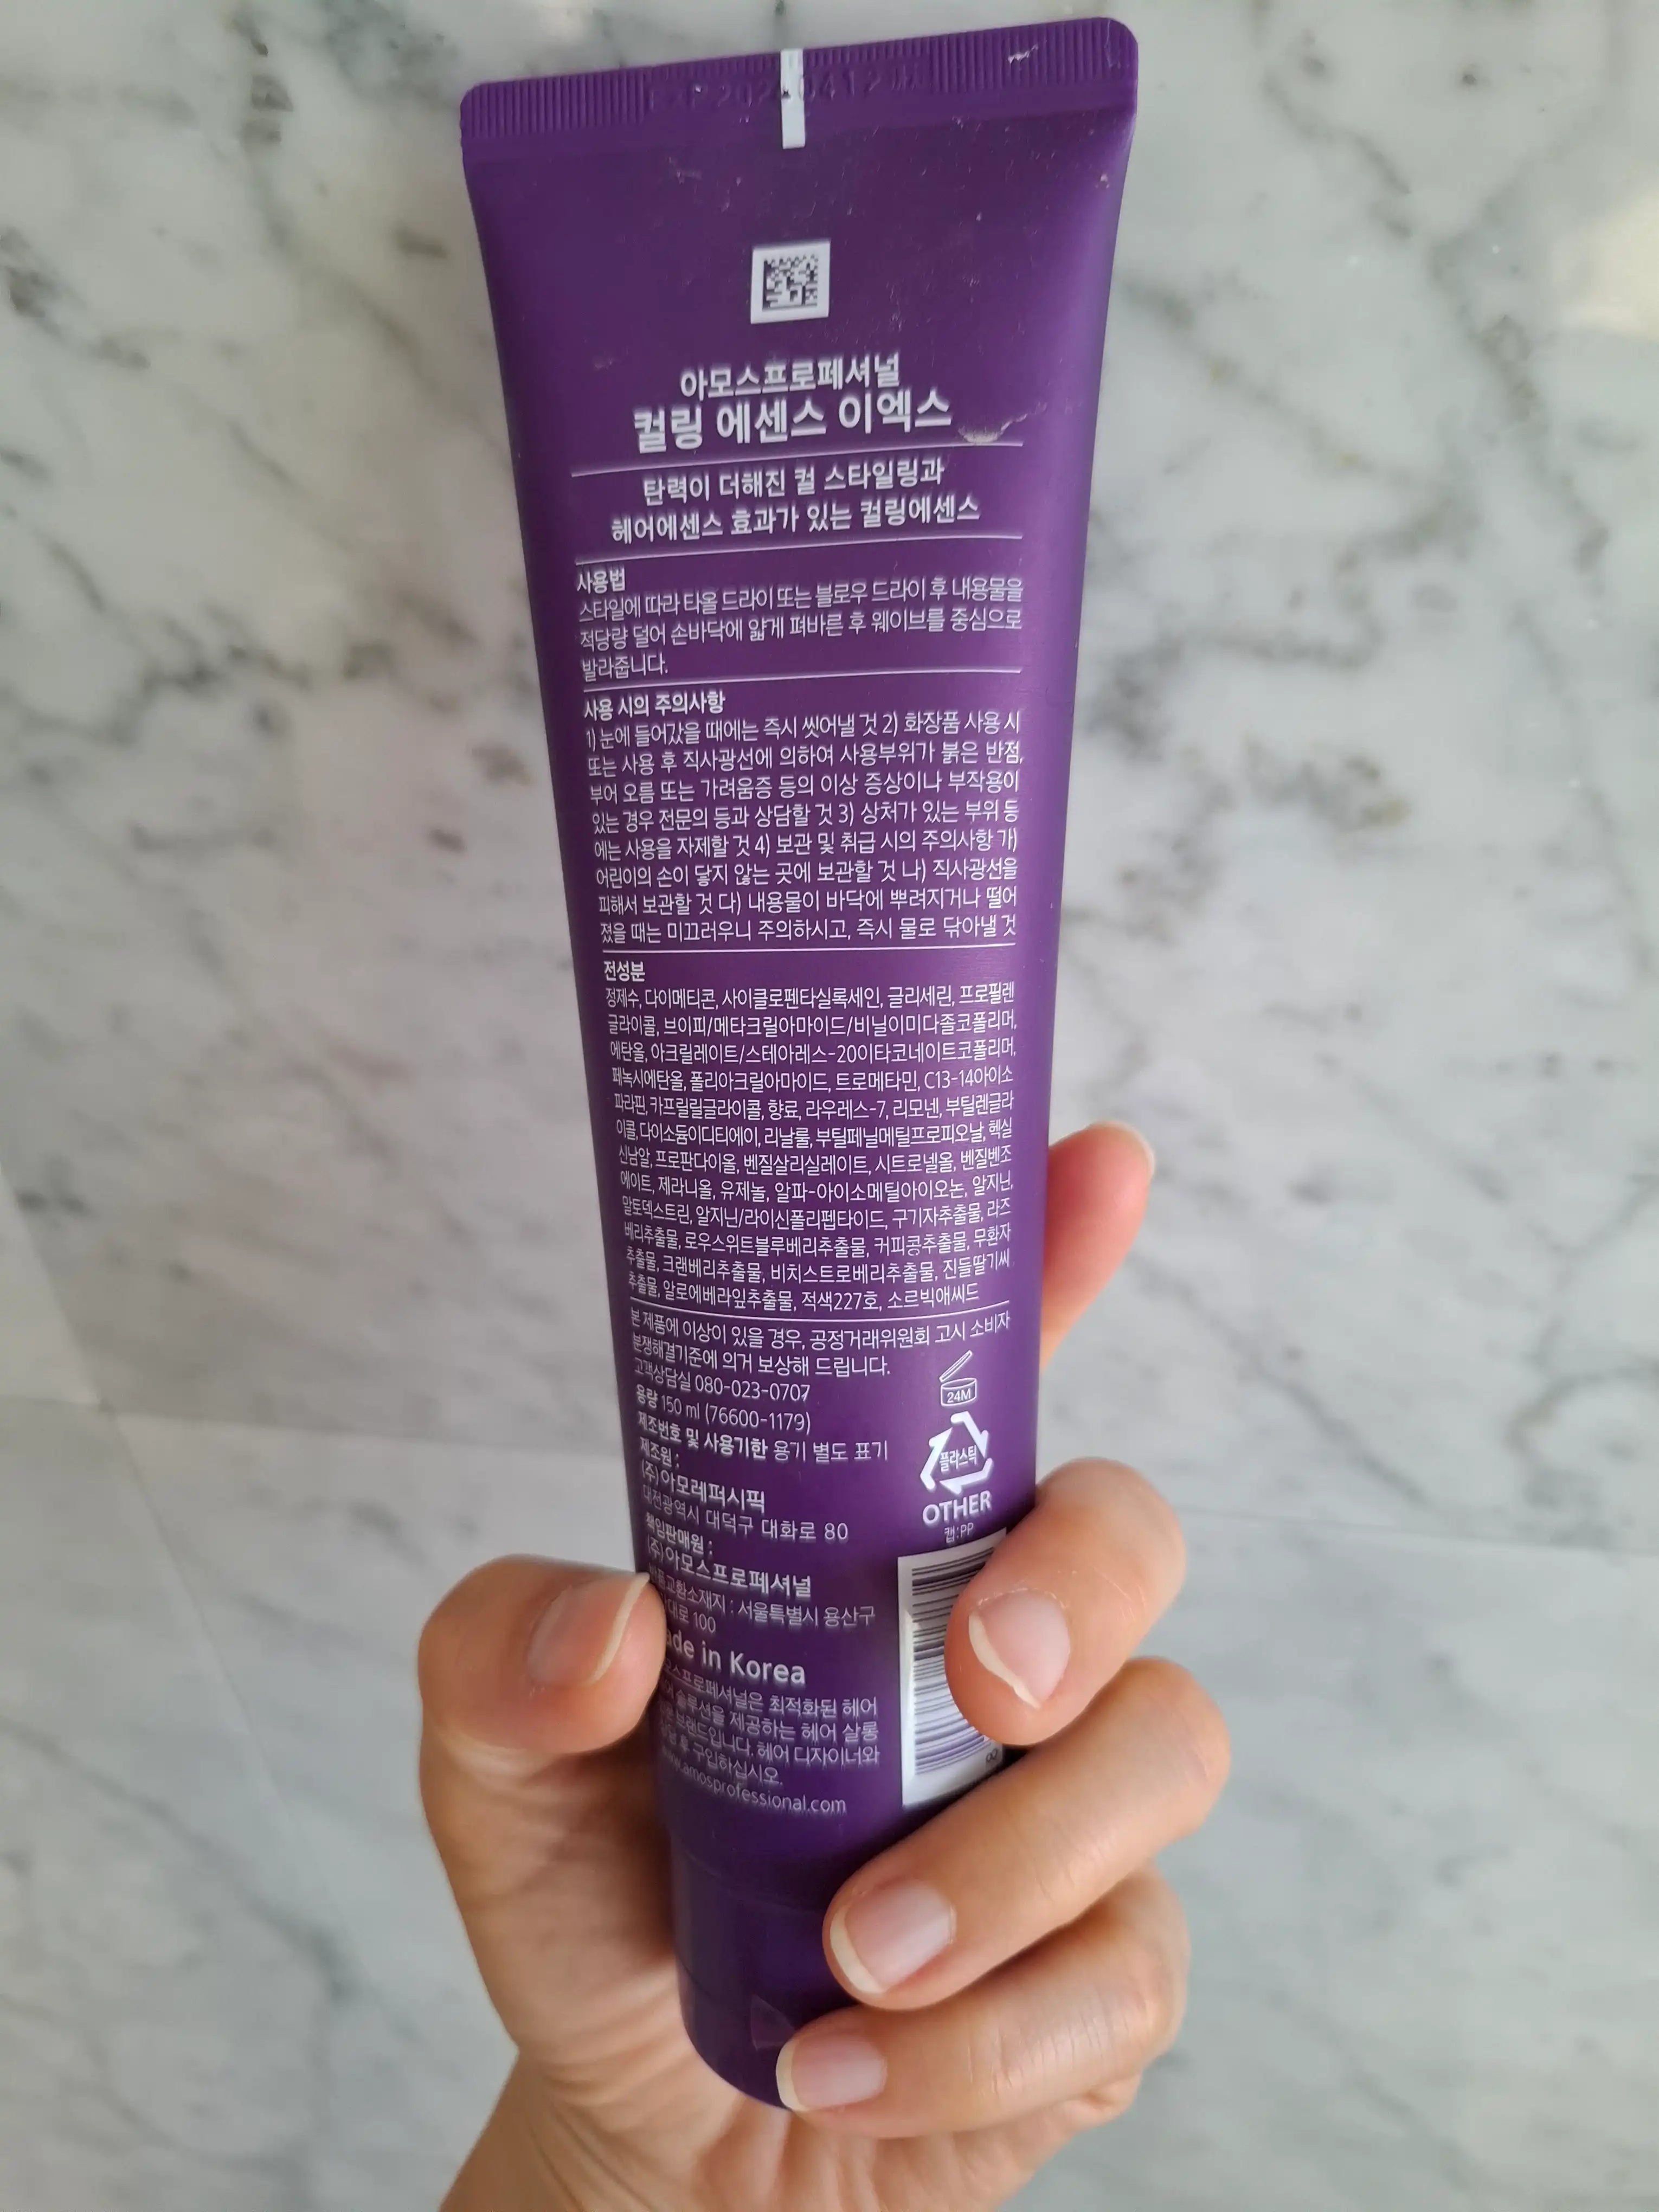 아모스프로페셔널
컬링 에센스 이엑스
탄력이 더해진 컬 스타일링과
헤어에센스 효과가 있는 컬링에센스
사용법
스타일에 따라 타올 드라이 또는 블로우 드라이 후 내용물을
적당량 덜어 손바닥에 얇게 펴바른 후 웨이브를 중심으로
발라줍니다.
사용 시의 주의사항
1) 눈에 들어갔을 때에는 즉시 씻어낼 것 2) 화장품 사용 시
또는 사용 후 직사광선에 의하여 사용부위가 붉은 반점,
부어 오름 또는 가려움증 등의 이상 증상이나 부작용이
있는 경우 전문의 등과 상담할 것 3) 상처가 있는 부위 등
에는 사용을 자제할 것 4) 보관 및 취급 시의 주의사항 가)
어린이의 손이 닿지 않는 곳에 보관할 것 나) 직사광선을
피해서 보관할 것 다) 내용물이 바닥에 뿌려지거나 떨어
졌을 때는 미끄러우니 주의하시고, 즉시 물로 닦아낼 것
전성분
정제수, 다이메티콘, 사이클로펜타실록세인, 글리세린, 프로필렌
글라이콜, 브이피/메타크릴아마이드/비닐이미다졸코폴리머,
에탄올, 아크릴레이트/스테아레스-20이타코네이트코폴리머,
페녹시에탄올, 폴리아크릴아마이드, 트로메타민, C13-14아이소
파라핀, 카프릴릴글라이콜, 향료, 라우레스-7, 리모넨, 부틸렌글라
이콜, 다이소듐이디티에이, 리날룰, 부틸페닐메틸프로피오날, 헥실
신남알, 프로판다이올, 벤질살리실레이트, 시트로넬올, 벤질벤조
에이트, 제라니올, 유제놀, 알파-아이소메틸아이오논, 알지닌,
말토덱스트린, 알지닌/라이신폴리펩타이드, 구기자추출물, 라즈
베리추출물, 로우스위트블루베리추출물, 커피콩추출물, 무환자
추출물, 크랜베리추출물, 비치스트로베리추출물, 진들딸기씨
추출물, 알로에베라잎추출물, 적색227호, 소르빅애씨드
본 제품에 이상이 있을 경우, 공정거래위원회 고시 소비자
분쟁해결기준에 의거 보상해 드립니다.
고객상담실 080-023-0707
용량 150 ml (76600-1179)
제조번호 및 사용기한 용기 별도 표기
제조원 :
(주)아모레퍼시픽
대전광역시 대덕구 대화로 80
책임판매원 :
(주)아모스프로페셔널
: 서울특별시 용산구
100
24M
플라스틱
OTHER
캡:PP
in Korea
최적화된 헤어
솔루션을 제공하는 헤어 살롱
브랜드입니다. 헤어 디자이너와
후 구입하십시오.
amosprofessional.com